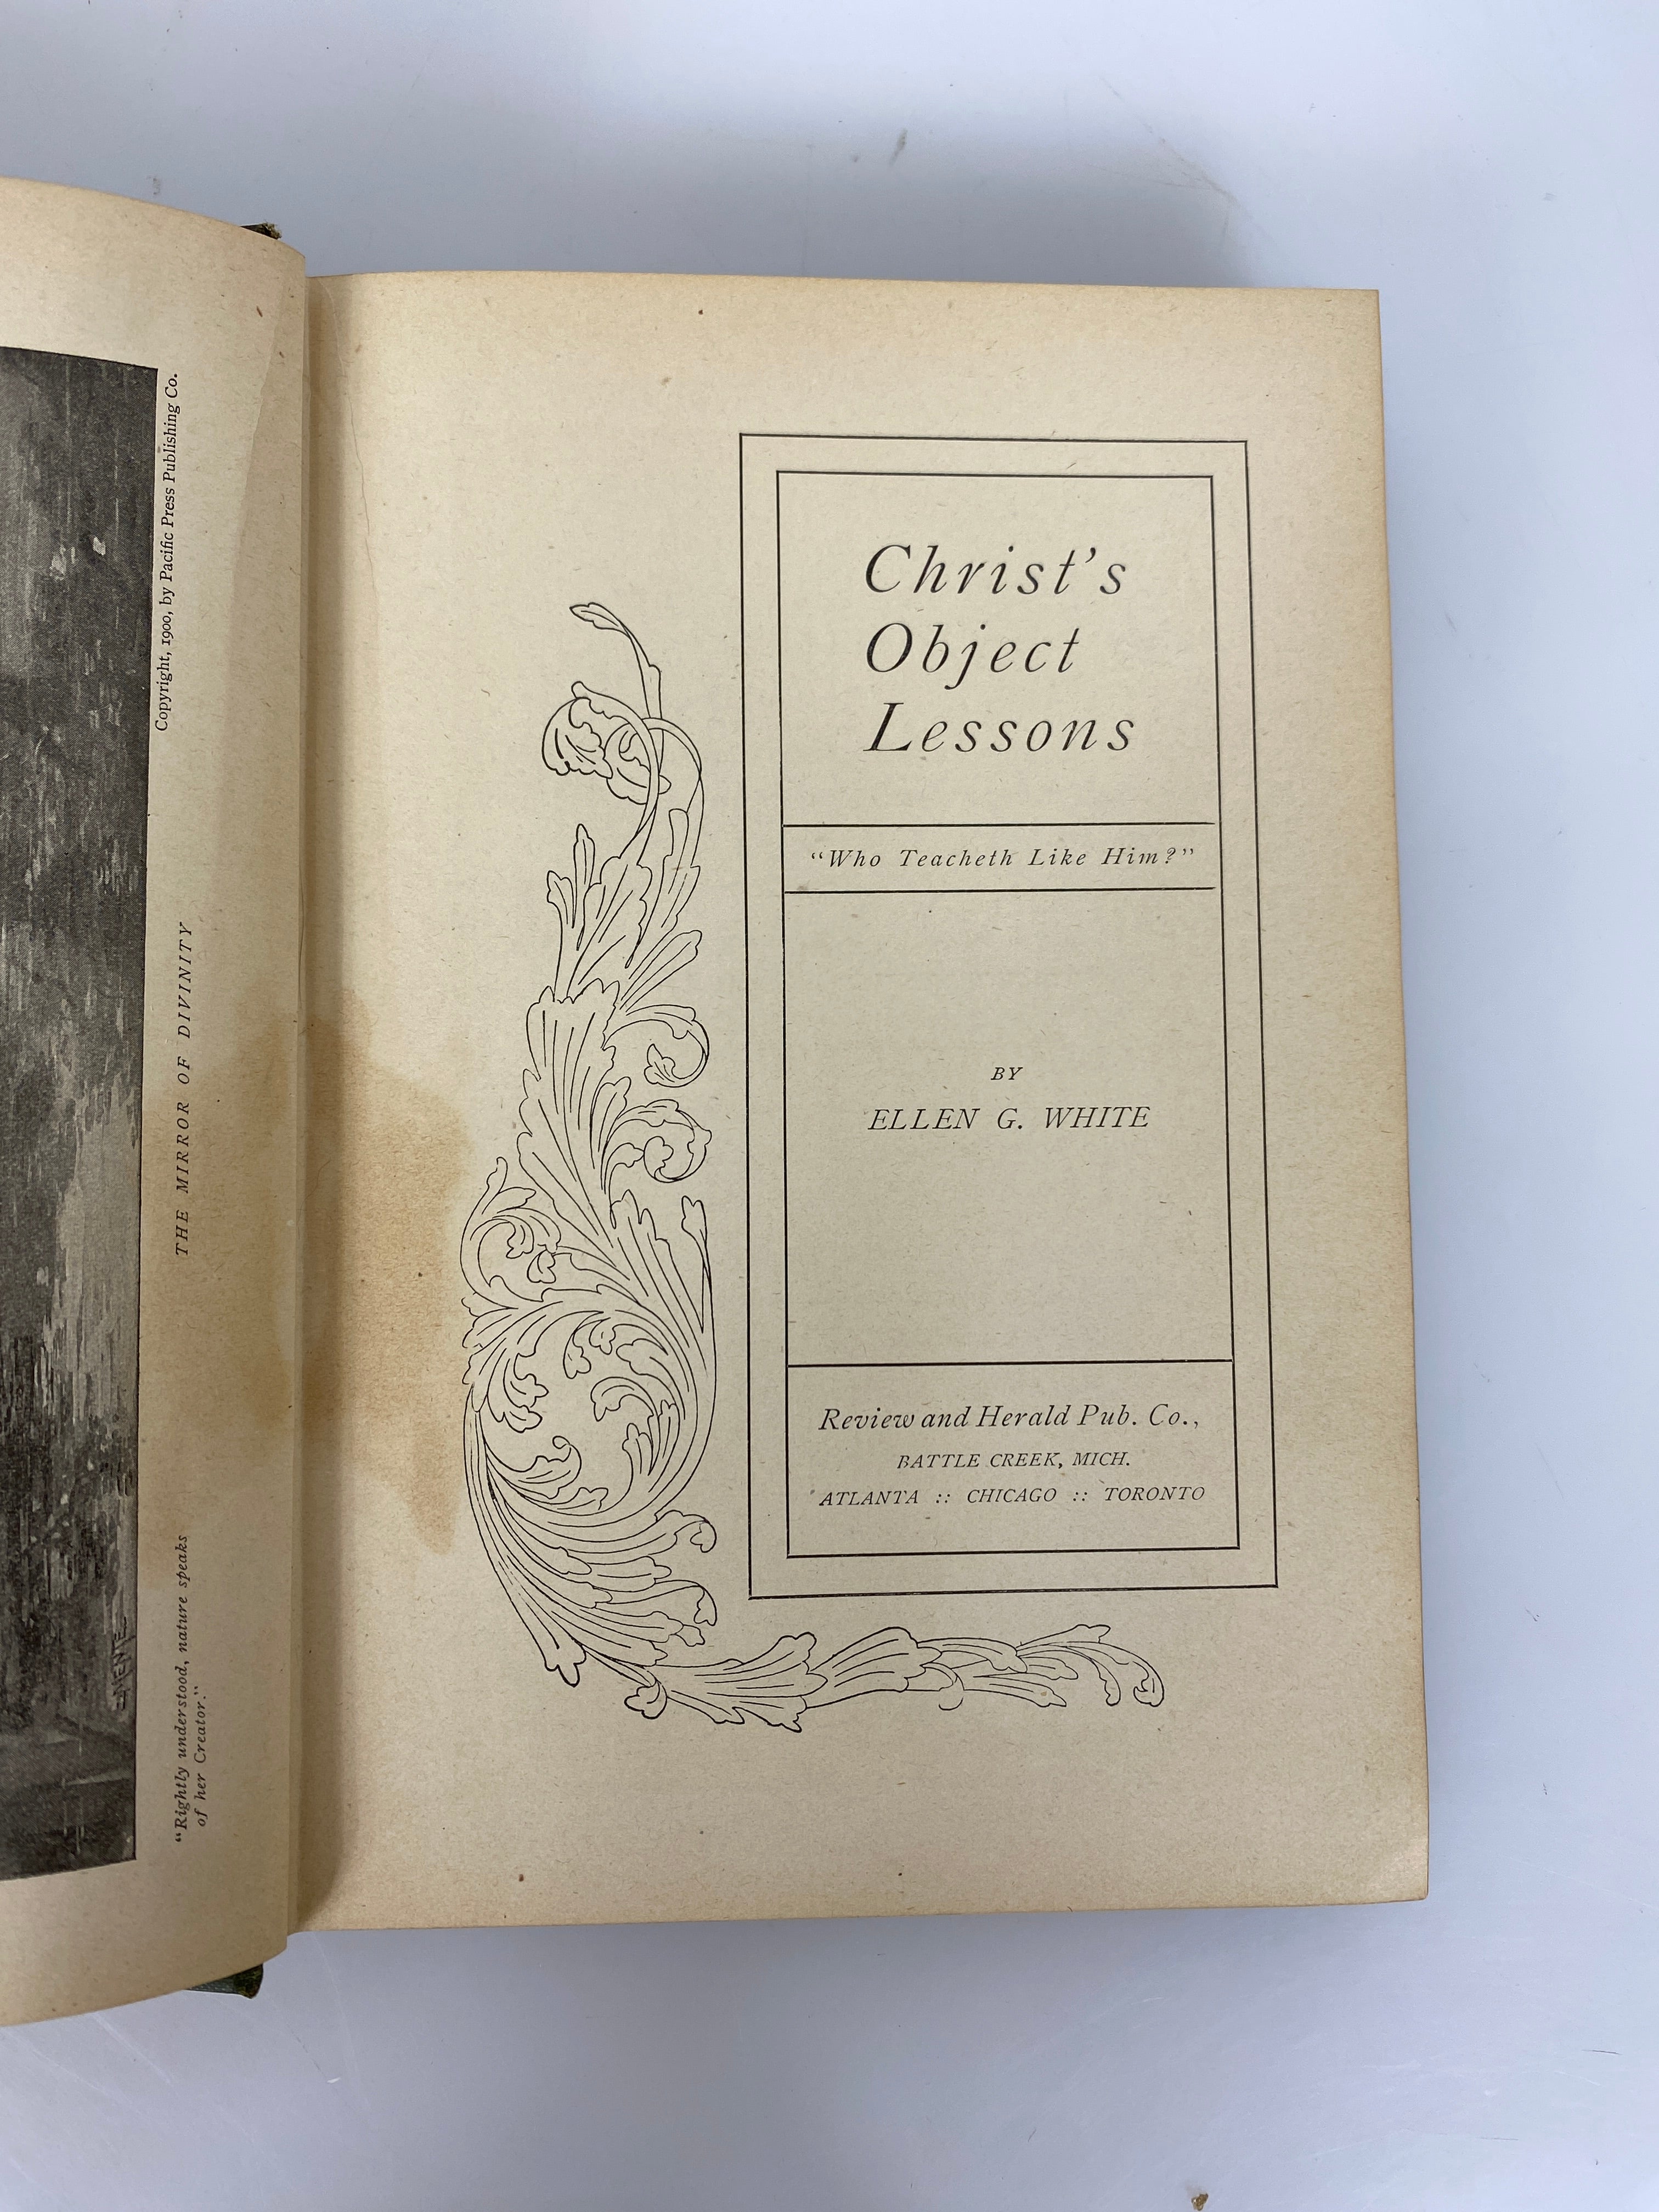 Copyright, 1900, by Pacific Press Publishing Co.
THE MIRROR OF DIVINITY
"Rightly understood, nature speaks
of her Creator."
Christ's
Object
Lessons
"Who Teacheth Like Him?"
BY
ELLEN G. WHITE
Review and Herald Pub. Co.,
BATTLE CREEK, MICH.
ATLANTA :: CHICAGO :: TORONTO